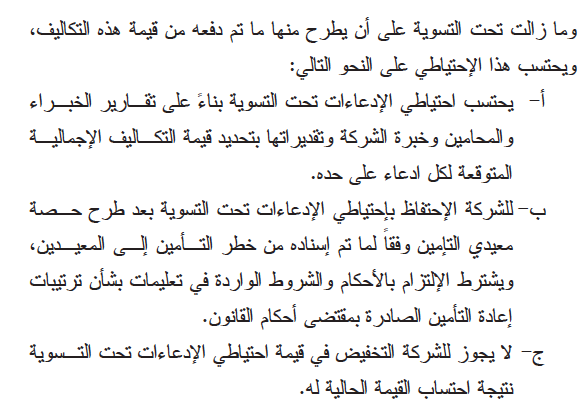 وما زالت تحت التسوية على أن يطرح منها ما تم دفعه من قيمة هذه التكاليف،
ويحتسب هذا الإحتياطي على النحو التالي:
أ- يحتسب احتياطي الإدعاءات تحت التسوية بناءً على تقارير الخبراء
والمحامين وخبرة الشركة وتقديراتها بتحديد قيمة التكاليف الإجمالية
المتوقعة لكل ادعاء على حده.
ب- للشركة الإحتفاظ بإحتياطي الإدعاءات تحت التسوية بعد طرح حصة
معيدي التإمين وفقاً لما تم إسناده من خطر التأمين إلى المعيدين،
ويشترط الإلتزام بالأحكام والشروط الواردة في تعليمات بشأن ترتيبات
إعادة التأمين الصادرة بمقتضى أحكام القانون.
ج- لا يجوز للشركة التخفيض في قيمة احتياطي الإدعاءات تحت التسوية
نتيجة احتساب القيمة الحالية له.